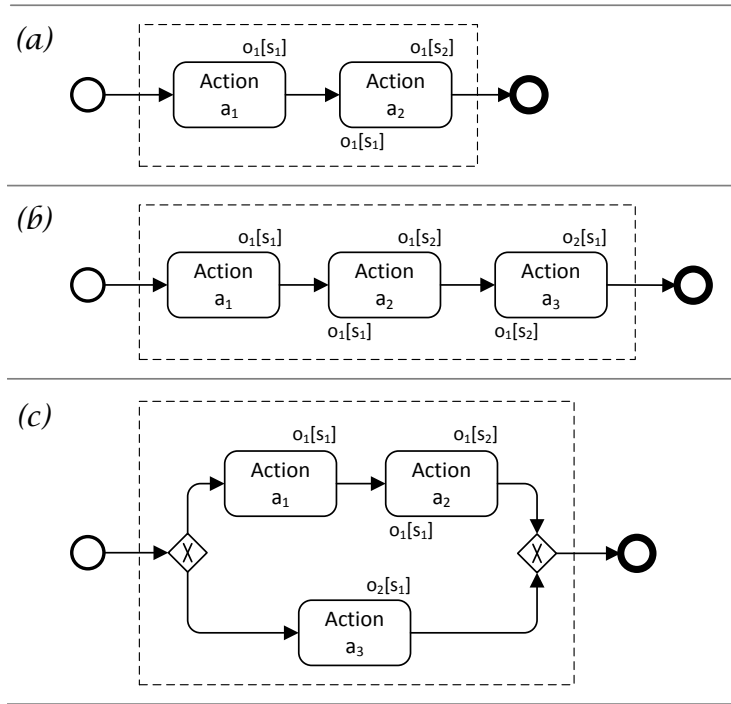 (a)
o₁[s₁]
o₁[s₂]
Action
a₁
Action
a₂
o₁[s₁]
(b)
o₁[s₁]
o₁[s₂]
o₂[s₁]
Action
a₁
Action
a₂
Action
a₃
o₁[s₁]
o₁[s₂]
(c)
o₁[s₁]
o₁[s₂]
Action
a₁
Action
a₂
o₁[s₁]
X
X
o₂[s₁]
Action
a₃